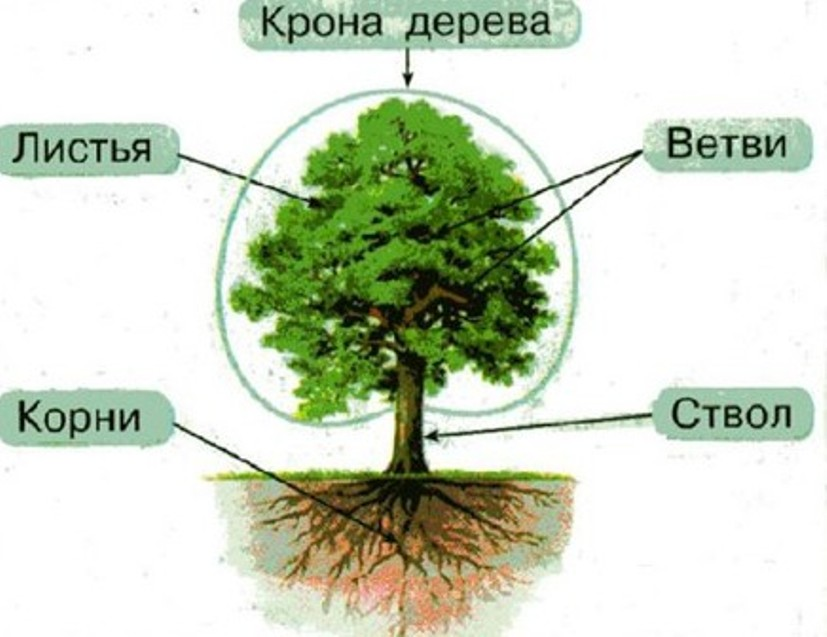 Крона дерева
Листья
Ветви
Корни
Ствол